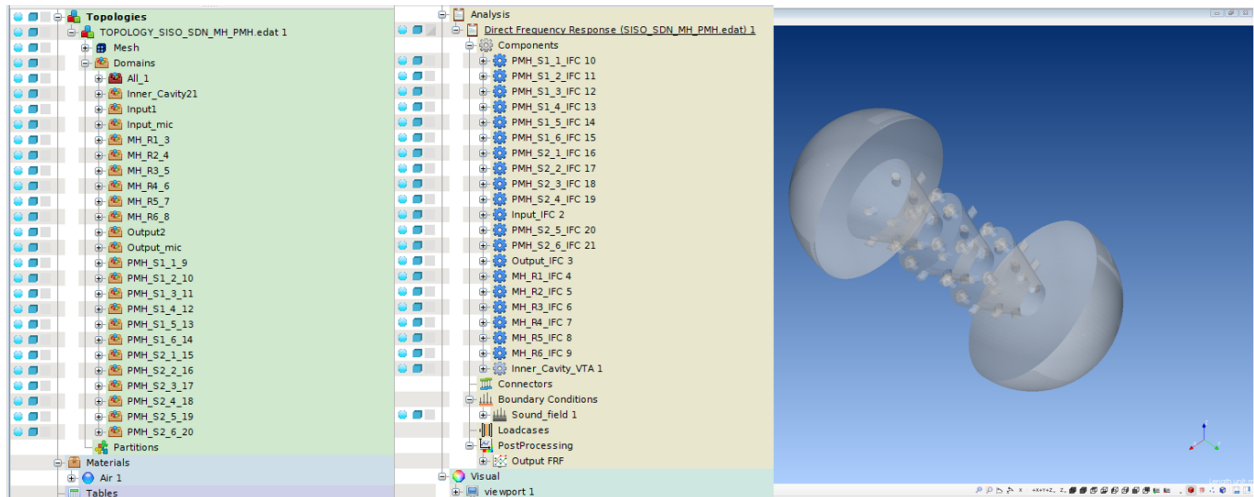 Topologies
TOPOLOGY_SISO_SDN_MH_PMH.edat 1
Mesh
Domains
All_1
Inner_Cavity21
Input1
Input_mic
MH_R1_3
MH_R2_4
MH_R3_5
MH_R4_6
MH_R5_7
MH_R6_8
Output2
Output_mic
PMH_S1_1_9
PMH_S1_2_10
PMH_S1_3_11
PMH_S1_4_12
PMH_S1_5_13
PMH_S1_6_14
PMH_S2_1_15
PMH_S2_2_16
PMH_S2_3_17
PMH_S2_4_18
PMH_S2_5_19
PMH_S2_6_20
Partitions
Materials
Air 1
Tables
Analysis
Direct Frequency Response (SISO_SDN_MH_PMH.edat) 1
Components
PMH_S1_1_IFC 10
PMH_S1_2_IFC 11
PMH_S1_3_IFC 12
PMH_S1_4_IFC 13
PMH_S1_5_IFC 14
PMH_S1_6_IFC 15
PMH_S2_1_IFC 16
PMH_S2_2_IFC 17
PMH_S2_3_IFC 18
PMH_S2_4_IFC 19
Input_IFC 2
PMH_S2_5_IFC 20
PMH_S2_6_IFC 21
Output_IFC 3
MH_R1_IFC 4
MH_R2_IFC 5
MH_R3_IFC 6
MH_R4_IFC 7
MH_R5_IFC 8
MH_R6_IFC 9
Inner_Cavity_VTA 1
Connectors
Boundary Conditions
Sound_field 1
Loadcases
PostProcessing
Output FRF
Visual
viewport 1